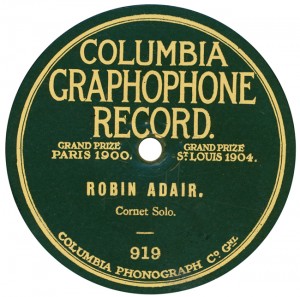 COLUMBIA
GRAPHOPHONE
RECORD.
GRAND PRIZE
PARIS 1900.
GRAND PRIZE
ST LOUIS 1904.
ROBIN ADAIR.
Cornet Solo.
919
COLUMBIA PHONOGRAPH Co GNL